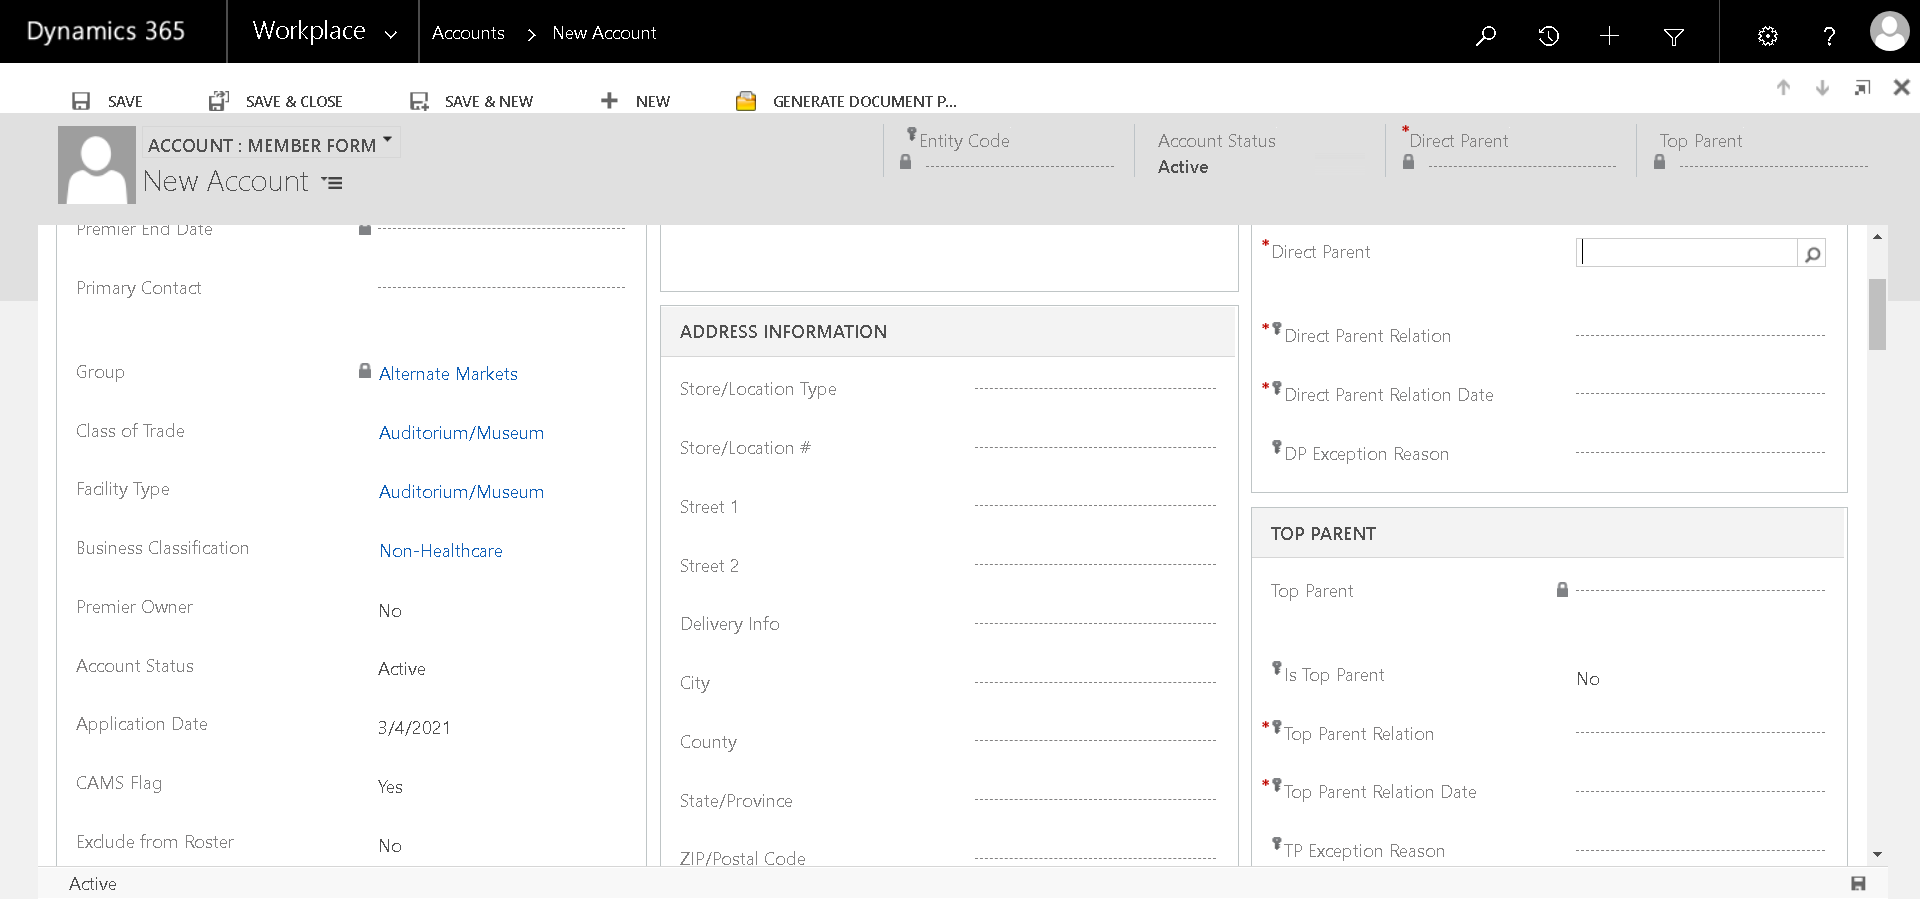 Dynamics 365
Workplace
Accounts > New Account
?
SAVE
SAVE & CLOSE
SAVE & NEW
NEW
GENERATE DOCUMENT P...
ACCOUNT : MEMBER FORM
New Account
Entity Code
Account Status
Active
*Direct Parent
Top Parent
Premier End Date
Primary Contact
Group
Alternate Markets
Class of Trade
Auditorium/Museum
Facility Type
Auditorium/Museum
Business Classification
Non-Healthcare
Premier Owner
No
Account Status
Active
Application Date
3/4/2021
CAMS Flag
Yes
Exclude from Roster
No
ADDRESS INFORMATION
Store/Location Type
Store/Location #
Street 1
Street 2
Delivery Info
City
County
State/Province
ZIP/Postal Code
*Direct Parent
*Direct Parent Relation
*Direct Parent Relation Date
DP Exception Reason
TOP PARENT
Top Parent
Is Top Parent
No
*Top Parent Relation
*Top Parent Relation Date
TP Exception Reason
Active